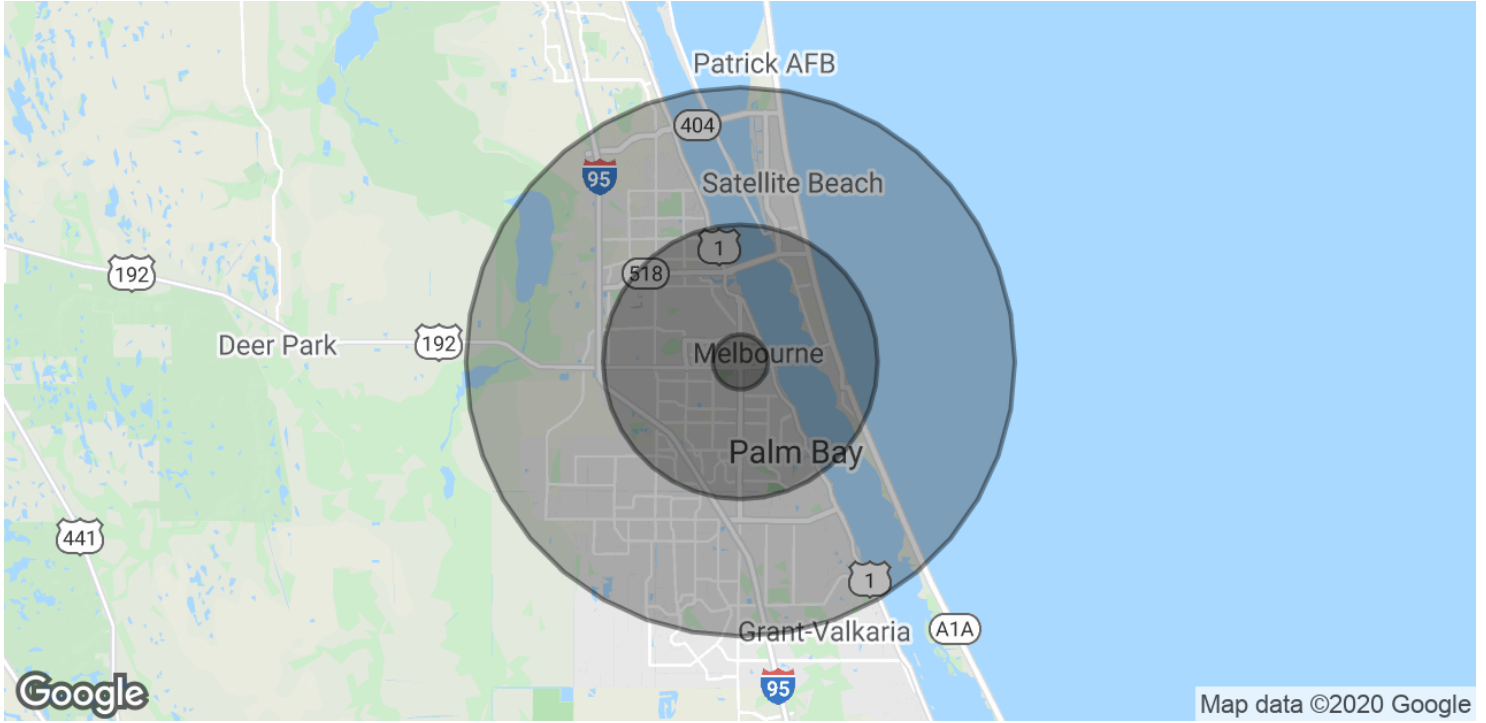 Patrick AFB
404
95
Satellite Beach
1
518
192
192
Deer Park
Melbourne
Palm Bay
441
1
Grant-Valkaria
A1A
95
Google
Map data ©2020 Google